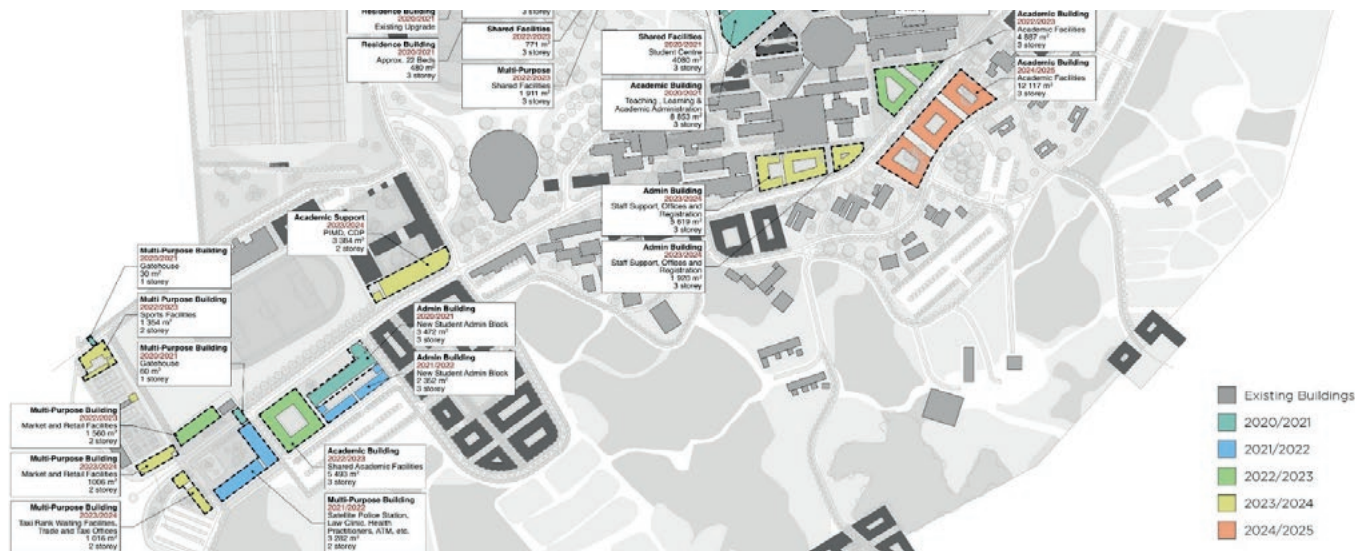 Residence Building
2020/2021
Existing Upgrade
Residence Building
2020/2021
Approx. 22 Beds
480 m²
3 storey
3 storey
Shared Facilities
2022/2023
771 m²
3 storey
Multi-Purpose
2022/2023
Shared Facilities
1 911 m²
3 storey
Shared Facilities
2020/2021
Student Centre
4080 m²
3 storey
Academic Building
2020/2021
Teaching, Learning &
Academic Administration
8 853 m²
3 storey
Academic Building
2022/2023
Academic Facilities
4 887 m²
3 storey
Academic Building
2024/2025
Academic Facilities
12 117 m²
3 storey
Admin Building
2023/2024
Staff Support, Offices and
Registration
5 619 m²
3 storey
Admin Building
2023/2024
Staff Support, Offices and
Registration
1 920 m²
3 storey
Academic Support
2023/2024
PIMD, CDP
3 384 m²
2 storey
Multi-Purpose Building
2020/2021
Gatehouse
30 m²
1 storey
Multi Purpose Building
2022/2023
Sports Facilities
1 354 m²
2 storey
Multi-Purpose Building
2020/2021
Gatehouse
60 m²
1 storey
Admin Building
2020/2021
New Student Admin Block
3 472 m²
3 storey
Admin Building
2021/2022
New Student Admin Block
2 352 m²
3 storey
Multi-Purpose Building
2022/2023
Market and Retail Facilities
1 560 m²
2 storey
Multi-Purpose Building
2023/2024
Market and Retail Facilities
1006 m²
2 storey
Multi-Purpose Building
2023/2024
Taxi Rank Waiting Facilities,
Trade and Taxi Offices
1 016 m²
2 storey
Academic Building
2022/2023
Shared Academic Facilities
5 493 m²
3 storey
Multi-Purpose Building
2021/2022
Satellite Police Station,
Law Clinic, Health
Practitioners, ATM, etc.
3 282 m²
2 storey
Existing Buildings
2020/2021
2021/2022
2022/2023
2023/2024
2024/2025